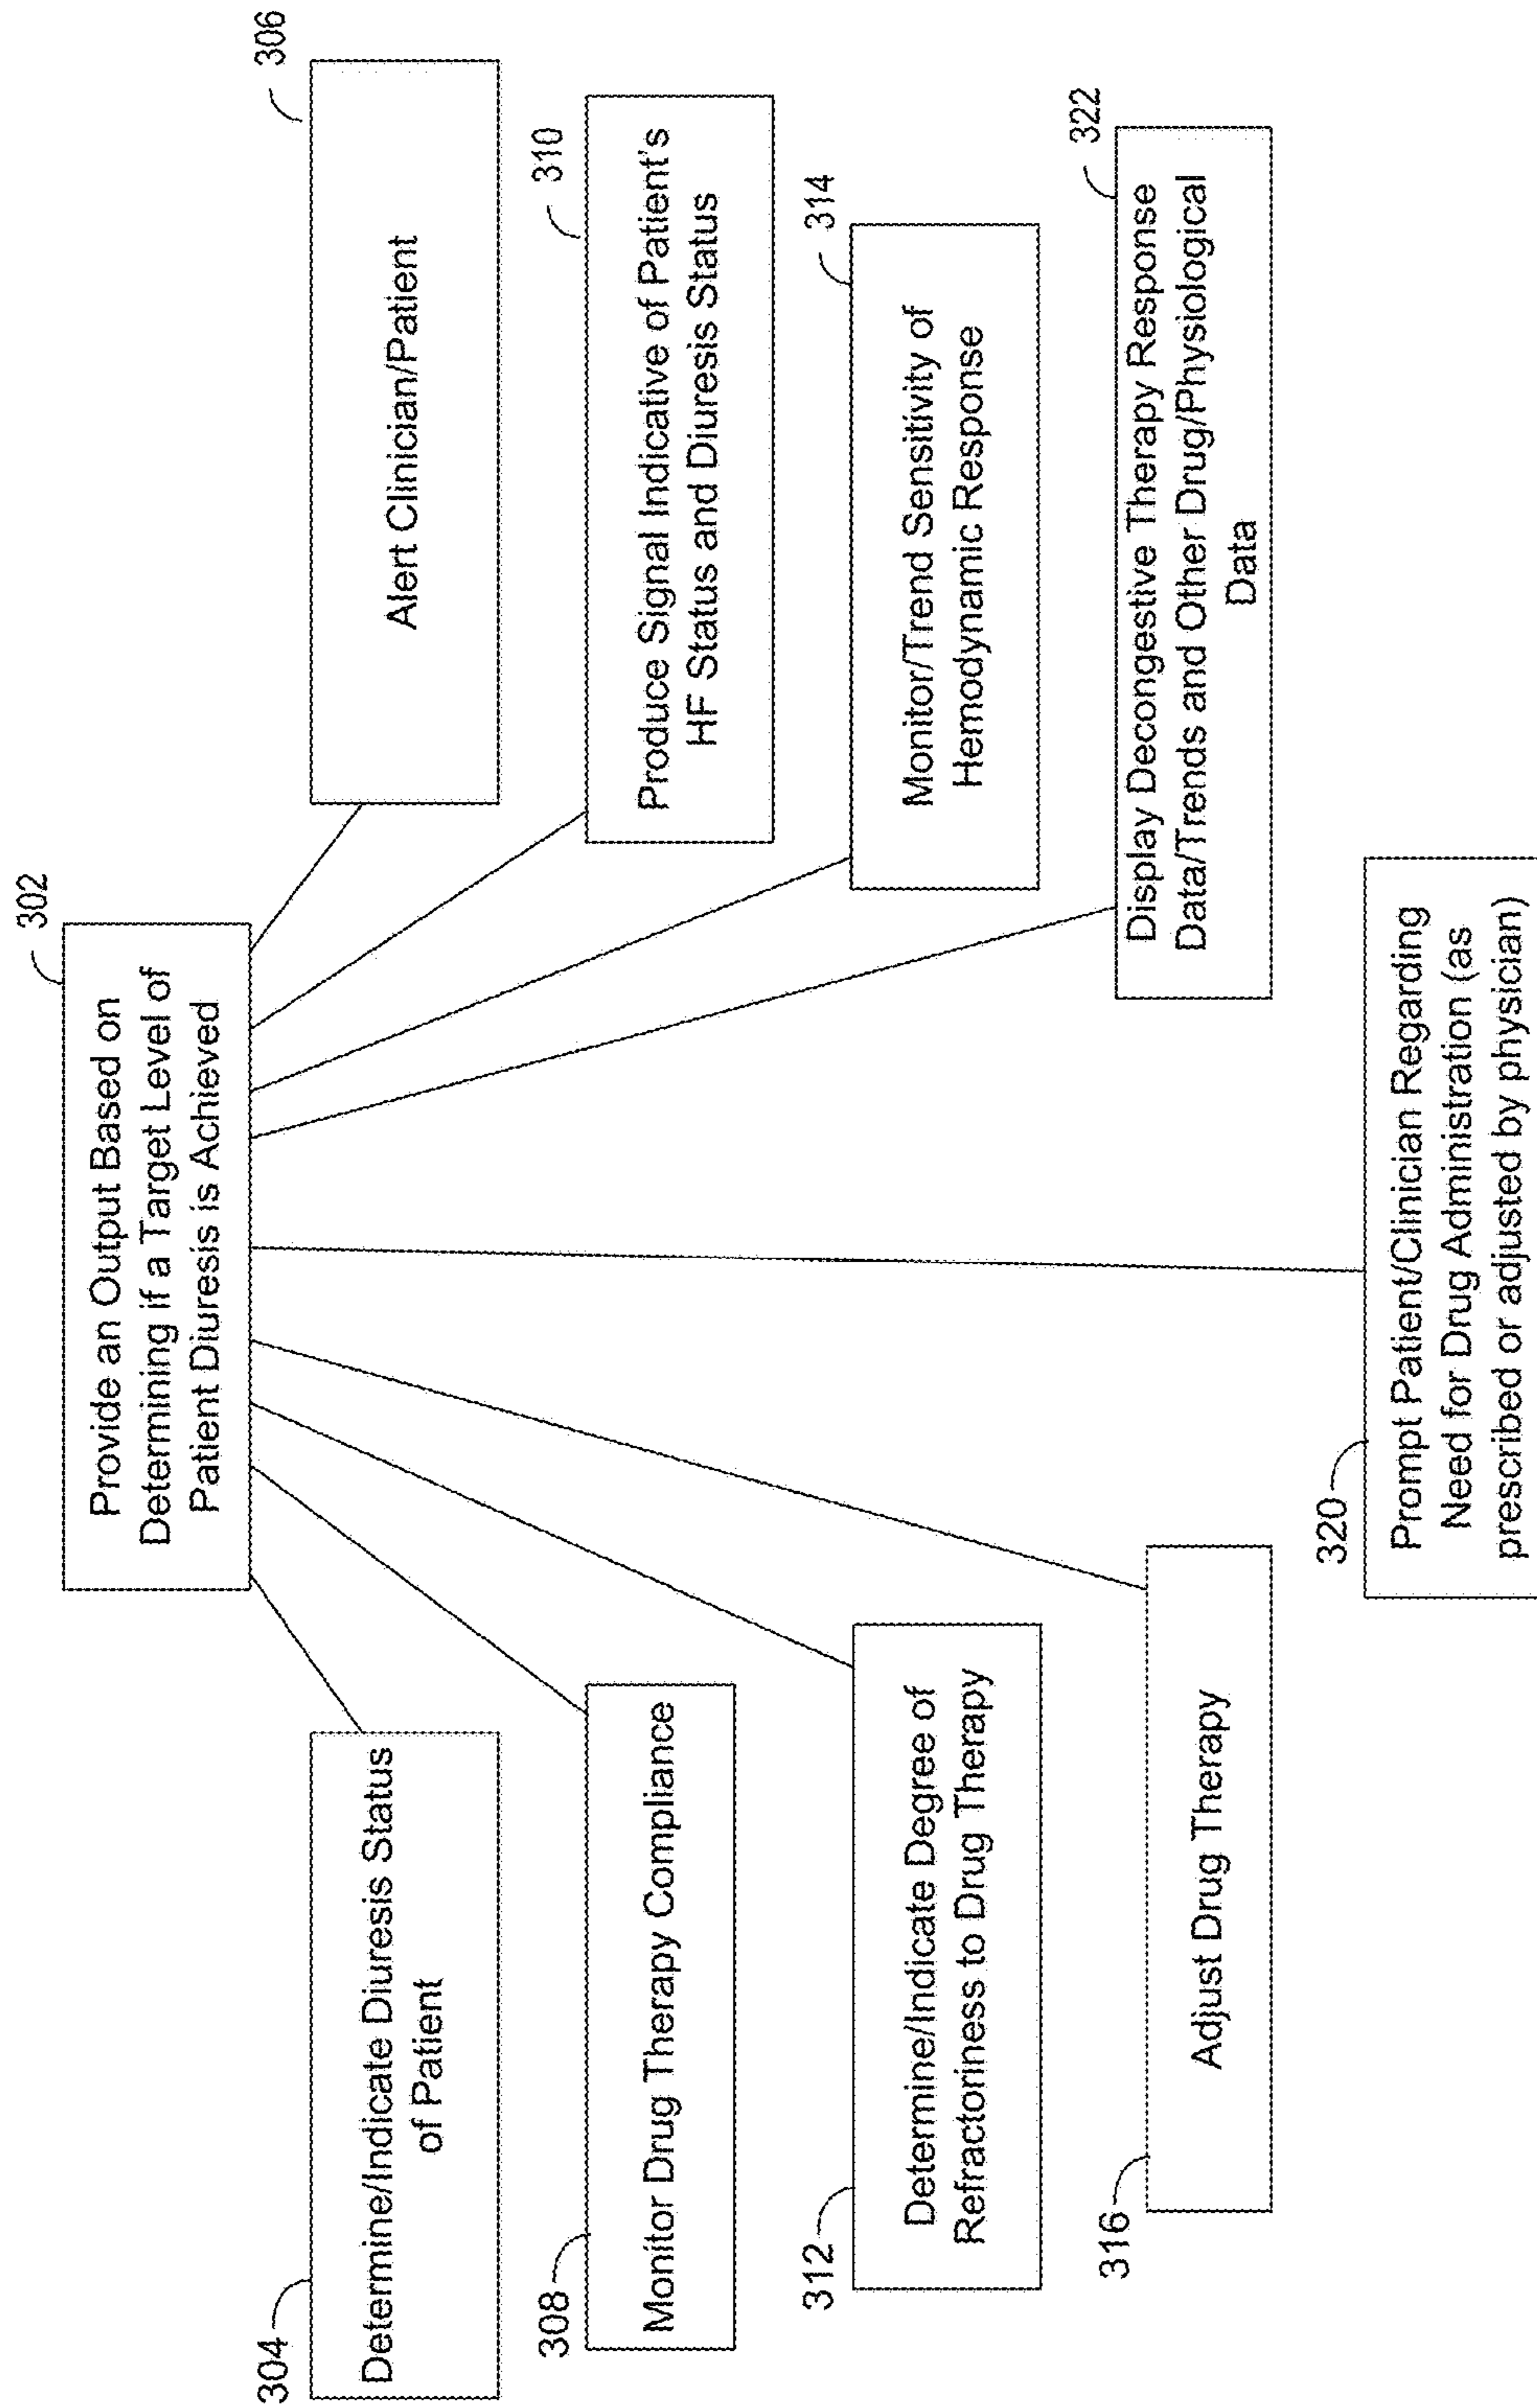 302
Provide an Output Based on
Determining if a Target Level of
Patient Diuresis is Achieved
304
Determine/Indicate Diuresis Status
of Patient
306
Alert Clinician/Patient
308
Monitor Drug Therapy Compliance
310
Produce Signal Indicative of Patient's
HF Status and Diuresis Status
312
Determine/Indicate Degree of
Refractoriness to Drug Therapy
314
Monitor/Trend Sensitivity of
Hemodynamic Response
316
Adjust Drug Therapy
322
Display Decongestive Therapy Response
Data/Trends and Other Drug/Physiological
Data
320
Prompt Patient/Clinician Regarding
Need for Drug Administration (as
prescribed or adjusted by physician)